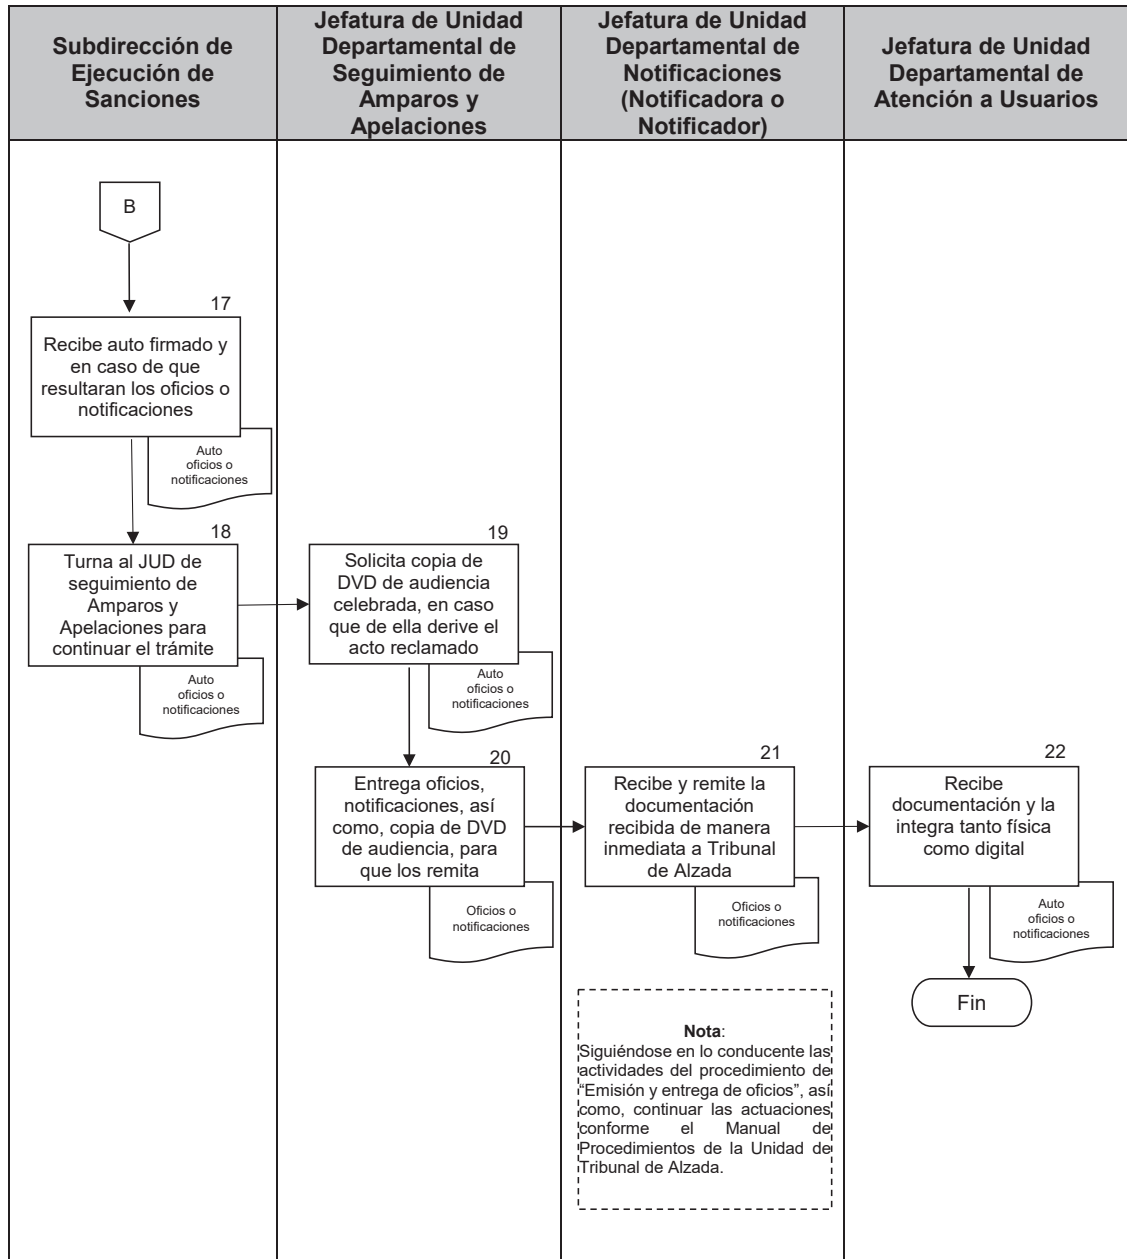 Subdirección de
Ejecución de
Sanciones
Jefatura de Unidad
Departamental de
Seguimiento de
Amparos y
Apelaciones
Jefatura de Unidad
Departamental de
Notificaciones
(Notificadora o
Notificador)
Jefatura de Unidad
Departamental de
Atención a Usuarios
B
17
Recibe auto firmado y
en caso de que
resultaran los oficios o
notificaciones
Auto
oficios o
notificaciones
18
Turna al JUD de
seguimiento de
Amparos y
Apelaciones para
continuar el trámite
Auto
oficios o
notificaciones
19
Solicita copia de
DVD de audiencia
celebrada, en caso
que de ella derive el
acto reclamado
Auto
oficios o
notificaciones
20
Entrega oficios,
notificaciones, así
como, copia de DVD
de audiencia, para
que los remita
Oficios o
notificaciones
21
Recibe y remite la
documentación
recibida de manera
inmediata a Tribunal
de Alzada
Oficios o
notificaciones
22
Recibe
documentación y la
integra tanto física
como digital
Auto
oficios o
notificaciones
Fin
Nota:
Siguiéndose en lo conducente las
actividades del procedimiento de
“Emisión y entrega de oficios”, así
como, continuar las actuaciones
conforme el Manual de
Procedimientos de la Unidad de
Tribunal de Alzada.